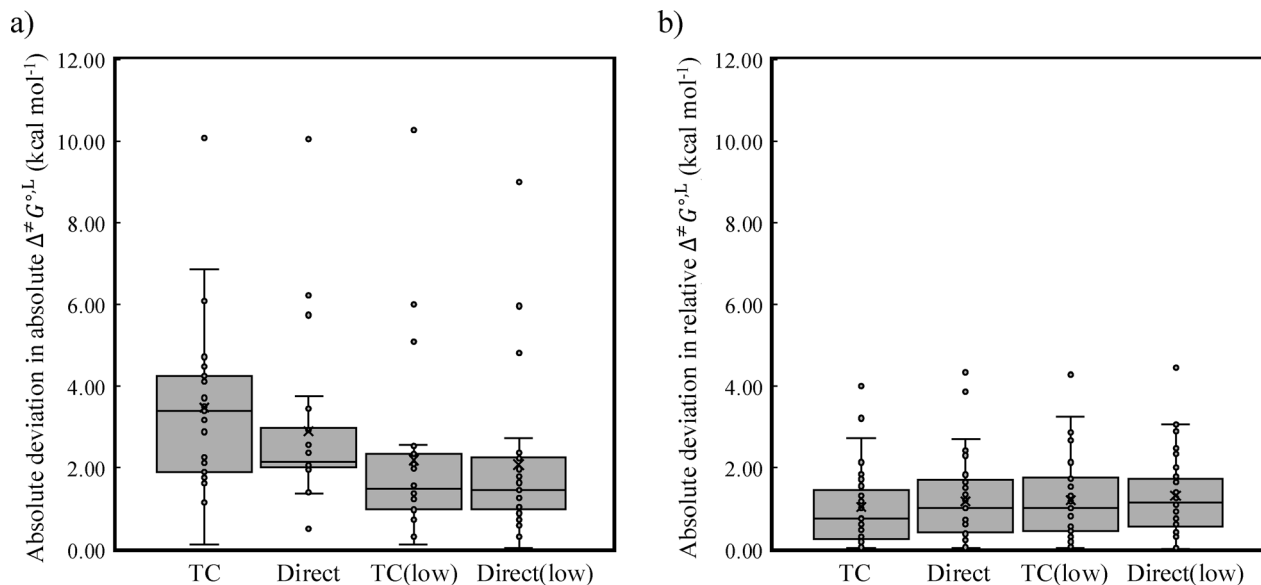 a)
Absolute deviation in absolute Δ≠G°,L (kcal mol-1)
12.00
10.00
8.00
6.00
4.00
2.00
0.00
TC Direct TC(low) Direct(low)
b)
Absolute deviation in relative Δ≠G°,L (kcal mol-1)
12.00
10.00
8.00
6.00
4.00
2.00
0.00
TC Direct TC(low) Direct(low)